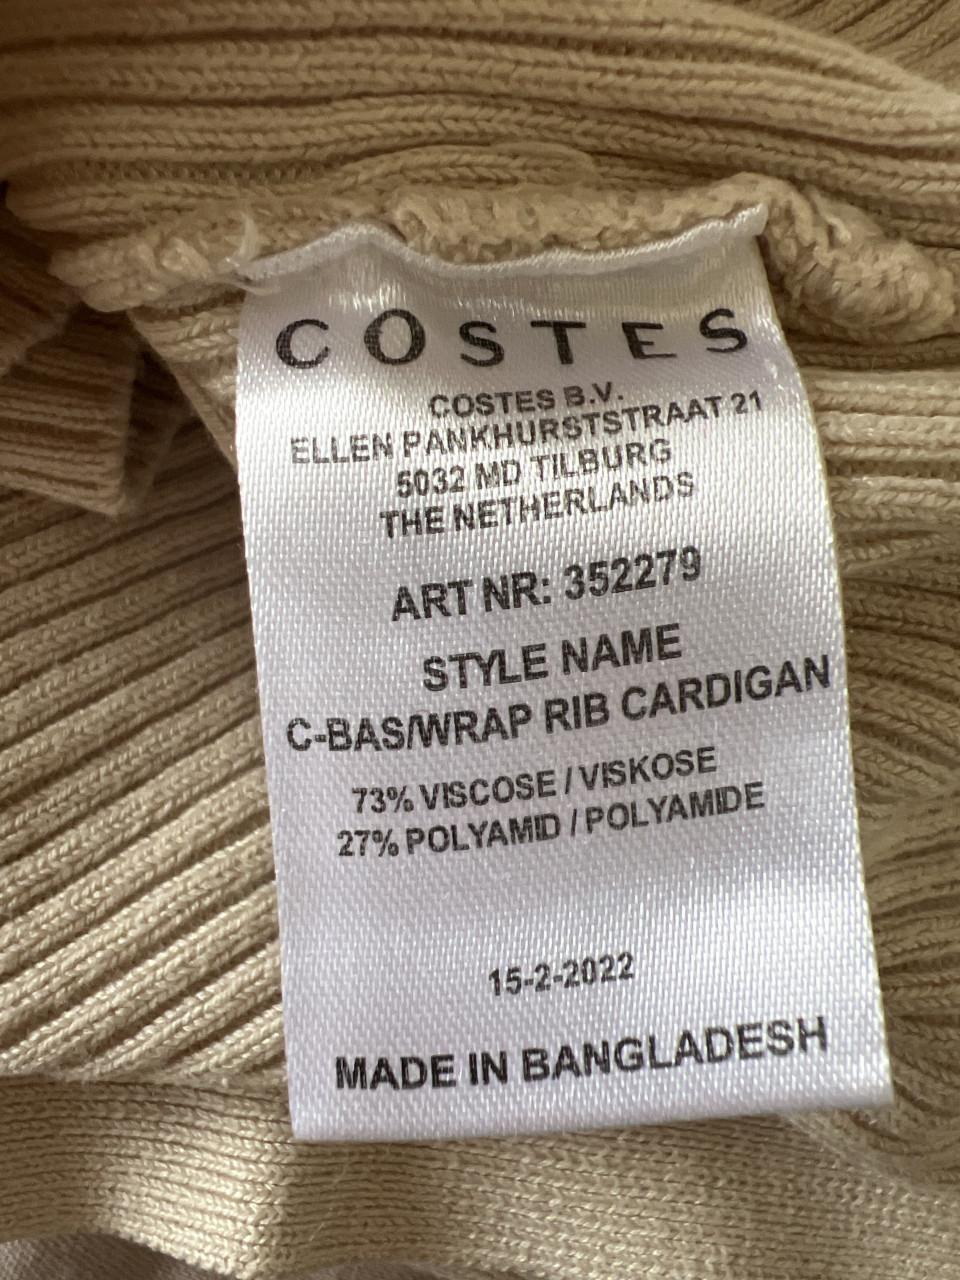 COSTES
COSTES B.V.
ELLEN PANKHURSTSTRAAT 21
5032 MD TILBURG
THE NETHERLANDS
ART NR: 352279
STYLE NAME
C-BAS/WRAP RIB CARDIGAN
73% VISCOSE / VISKOSE
27% POLYAMID / POLYAMIDE
15-2-2022
MADE IN BANGLADESH